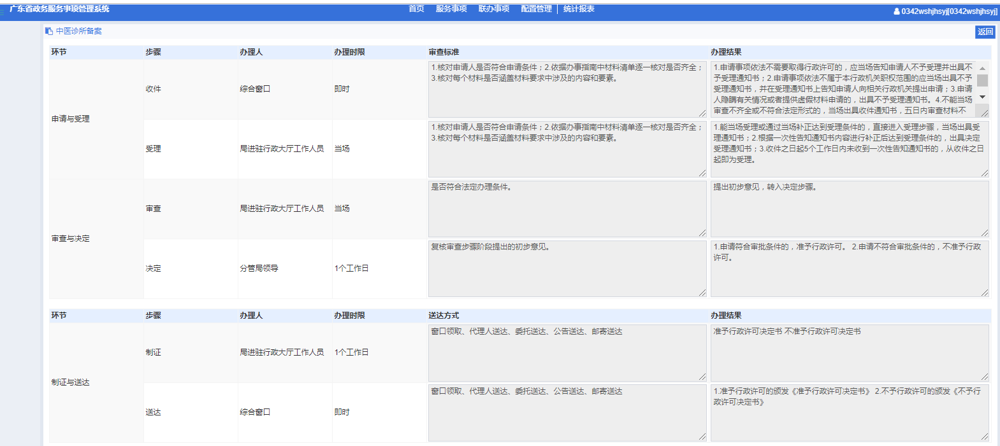 广东省政务服务事项管理系统
首页 服务事项 联办事项 配置管理 统计报表
0342wshjhsyj[0342wshjhsyj]
中医诊所备案
返回
环节 步骤 办理人 办理时限 审查标准 办理结果
申请与受理
收件 综合窗口 即时
1.核对申请人是否符合申请条件；2.依据办事指南中材料清单逐一核对是否齐全；
3.核对每个材料是否涵盖材料要求中涉及的内容和要素。
1.申请事项依法不需要取得行政许可的，应当场告知申请人不予受理并出具不
予受理通知书；2.申请事项依法不属于本行政机关职权范围的应当场出具不予
受理通知书，并在受理通知书上告知申请人向相关行政机关提出申请；3.申请
人隐瞒有关情况或者提供虚假材料申请的，出具不予受理通知书。4.不能当场
审查不齐全或不符合法定形式的，当场出具收件通知书，五日内审查材料不
受理 局进驻行政大厅工作人员 当场
1.核对申请人是否符合申请条件；2.依据办事指南中材料清单逐一核对是否齐全；
3.核对每个材料是否涵盖材料要求中涉及的内容和要素。
1.能当场受理或通过当场补正达到受理条件的，直接进入受理步骤，当场出具受
理通知书；2.根据一次性告知通知书内容进行补正后达到受理条件的，出具决定
受理通知书；3.收件之日起5个工作日内未收到一次性告知通知书的，从收件之日
起即为受理。
审查与决定
审查 局进驻行政大厅工作人员 当场
是否符合法定办理条件。
提出初步意见，转入决定步骤。
决定 分管局领导 1个工作日
复核审查步骤阶段提出的初步意见。
1.申请符合审批条件的，准予行政许可。 2.申请不符合审批条件的，不准予行政
许可。
环节 步骤 办理人 办理时限 送达方式 办理结果
制证与送达
制证 局进驻行政大厅工作人员 1个工作日
窗口领取、代理人送达、委托送达、公告送达、邮寄送达
准予行政许可决定书 不准予行政许可决定书
送达 综合窗口 即时
窗口领取、代理人送达、委托送达、公告送达、邮寄送达
1.准予行政许可的颁发《准予行政许可决定书》 2.不予行政许可的颁发《不予行
政许可决定书》